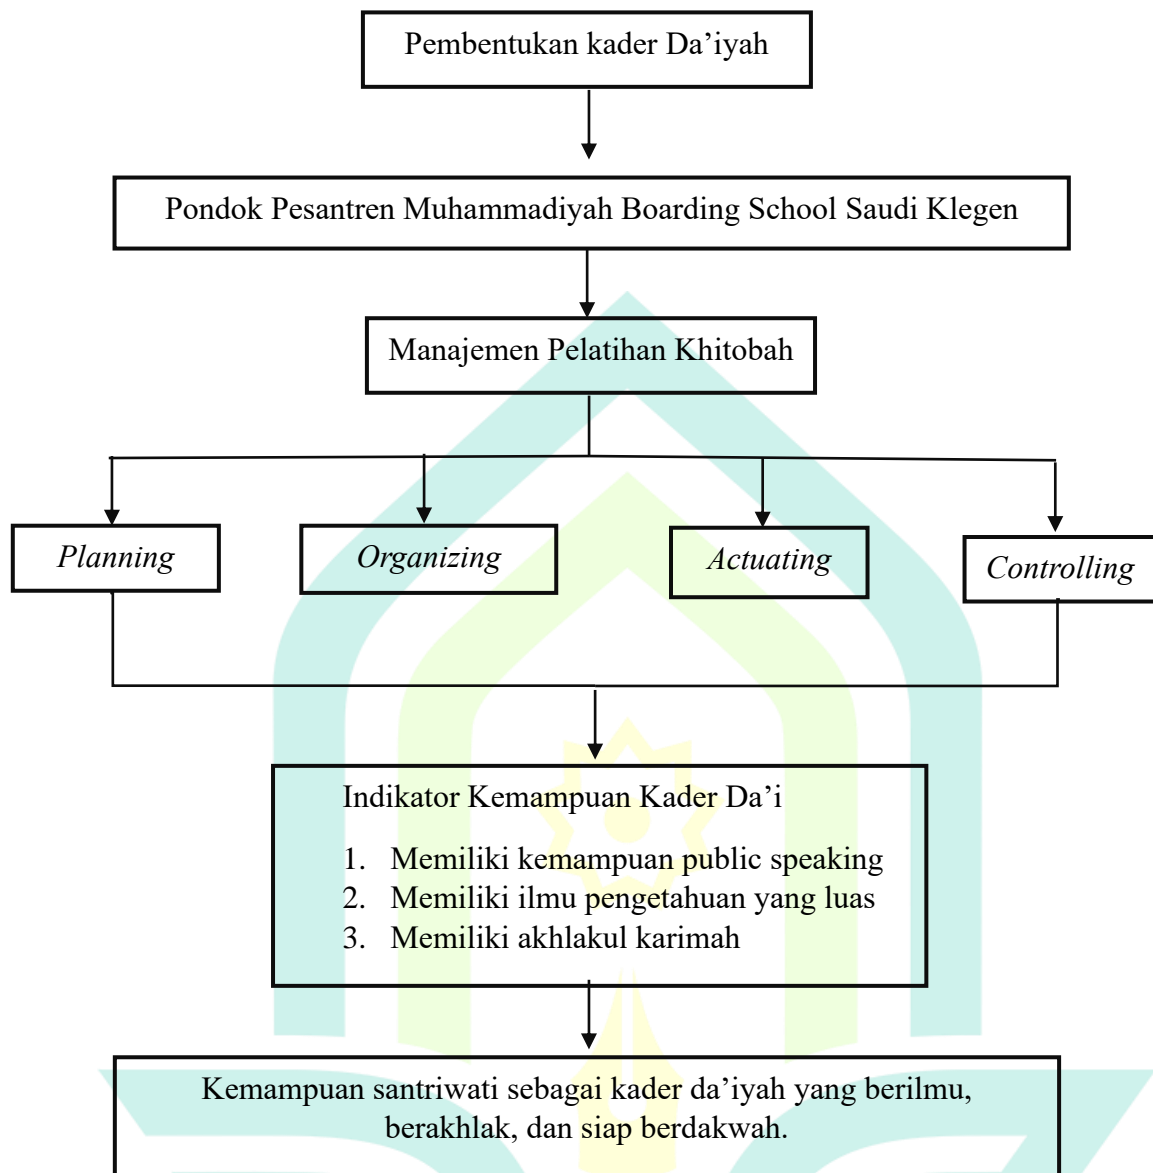 Pembentukan kader Da’iyah
Pondok Pesantren Muhammadiyah Boarding School Saudi Klegen
Manajemen Pelatihan Khitobah
Planning
Organizing
Actuating
Controlling
Indikator Kemampuan Kader Da’i
1. Memiliki kemampuan public speaking
2. Memiliki ilmu pengetahuan yang luas
3. Memiliki akhlakul karimah
Kemampuan santriwati sebagai kader da’iyah yang berilmu,
berakhlak, dan siap berdakwah.